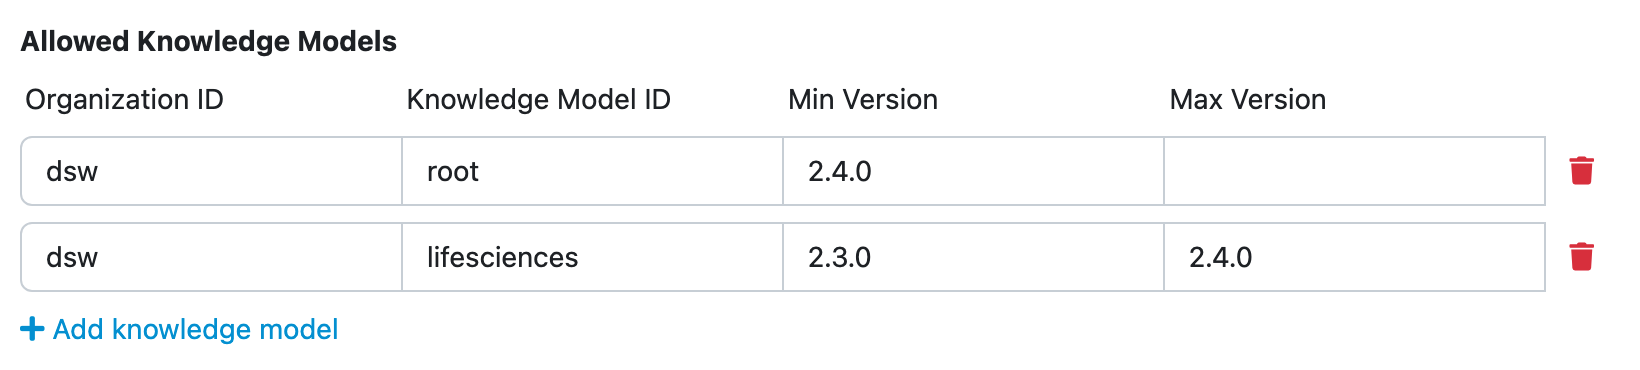 Allowed Knowledge Models
Organization ID Knowledge Model ID Min Version Max Version
dsw root 2.4.0
dsw lifesciences 2.3.0 2.4.0
Add knowledge model